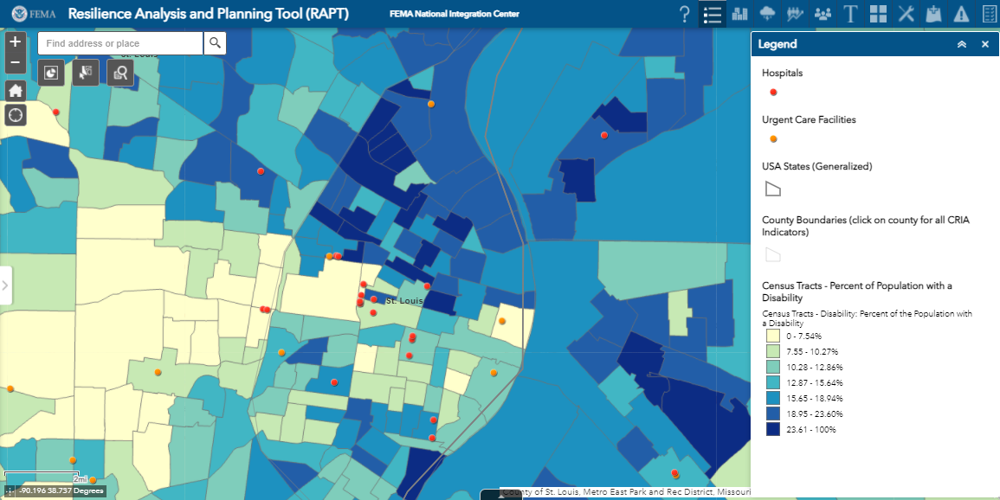 FEMA
Resilience Analysis and Planning Tool (RAPT)
FEMA National Integration Center
?
T
+
Find address or place
St. Louis
−
St. Louis
2mi
-90.196 38.737 Degrees
County of St. Louis, Metro East Park and Rec District, Missouri
Legend
Hospitals
Urgent Care Facilities
USA States (Generalized)
County Boundaries (click on county for all CRIA
Indicators)
Census Tracts - Percent of Population with a
Disability
Census Tracts - Disability: Percent of the Population with
a Disability
0 - 7.54%
7.55 - 10.27%
10.28 - 12.86%
12.87 - 15.64%
15.65 - 18.94%
18.95 - 23.60%
23.61 - 100%